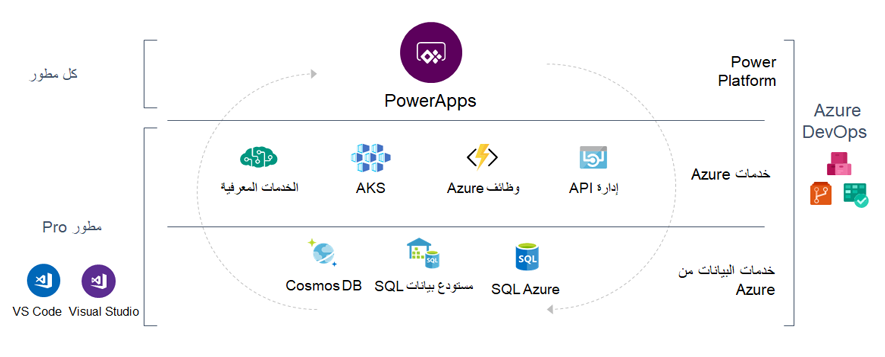 كل مطور
PowerApps
Power
Platform
Azure
DevOps
الخدمات المعرفية
AKS
وظائف Azure
إدارة API
خدمات Azure
مطور Pro
VS Code
Visual Studio
Cosmos DB
مستودع بيانات SQL
SQL
SQL Azure
SQL
خدمات البيانات من
Azure